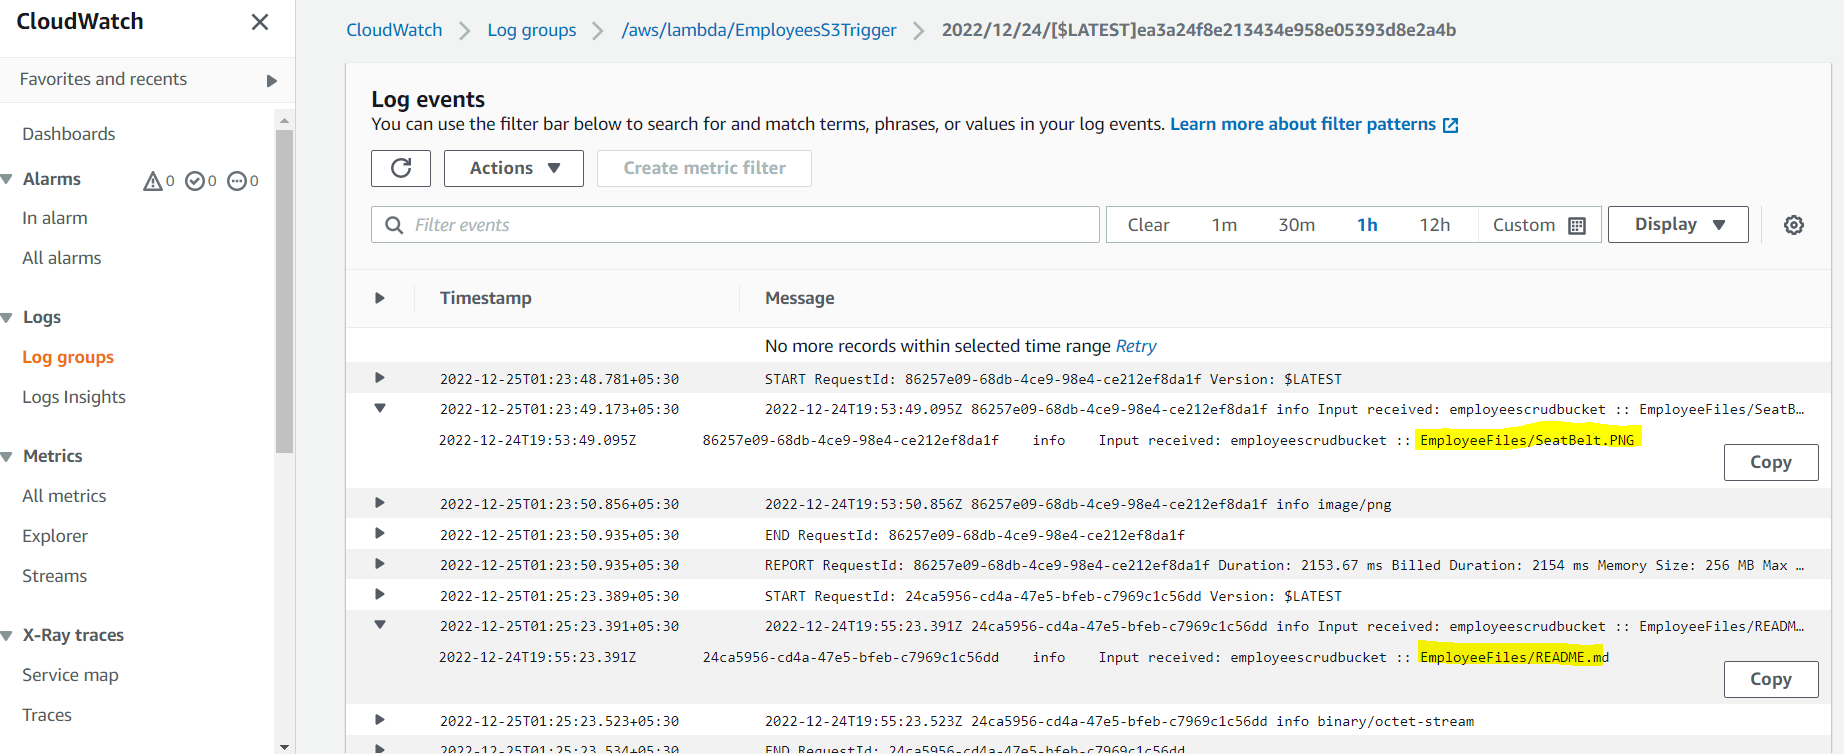 CloudWatch
Favorites and recents
Dashboards
Alarms 0 0 0
In alarm
All alarms
Logs
Log groups
Logs Insights
Metrics
All metrics
Explorer
Streams
X-Ray traces
Service map
Traces
CloudWatch Log groups /aws/lambda/EmployeesS3Trigger 2022/12/24/[$LATEST]ea3a24f8e213434e958e05393d8e2a4b
Log events
You can use the filter bar below to search for and match terms, phrases, or values in your log events. Learn more about filter patterns
Actions Create metric filter
Filter events Clear 1m 30m 1h 12h Custom Display
Timestamp Message
No more records within selected time range Retry
2022-12-25T01:23:48.781+05:30 START RequestId: 86257e09-68db-4ce9-98e4-ce212ef8da1f Version: $LATEST
2022-12-25T01:23:49.173+05:30 2022-12-24T19:53:49.095Z 86257e09-68db-4ce9-98e4-ce212ef8da1f info Input received: employeescrudbucket :: EmployeeFiles/SeatB…
2022-12-24T19:53:49.095Z 86257e09-68db-4ce9-98e4-ce212ef8da1f info Input received: employeescrudbucket :: EmployeeFiles/SeatBelt.PNG
Copy
2022-12-25T01:23:50.856+05:30 2022-12-24T19:53:50.856Z 86257e09-68db-4ce9-98e4-ce212ef8da1f info image/png
2022-12-25T01:23:50.935+05:30 END RequestId: 86257e09-68db-4ce9-98e4-ce212ef8da1f
2022-12-25T01:23:50.935+05:30 REPORT RequestId: 86257e09-68db-4ce9-98e4-ce212ef8da1f Duration: 2153.67 ms Billed Duration: 2154 ms Memory Size: 256 MB Max …
2022-12-25T01:25:23.389+05:30 START RequestId: 24ca5956-cd4a-47e5-bfeb-c7969c1c56dd Version: $LATEST
2022-12-25T01:25:23.391+05:30 2022-12-24T19:55:23.391Z 24ca5956-cd4a-47e5-bfeb-c7969c1c56dd info Input received: employeescrudbucket :: EmployeeFiles/READM…
2022-12-24T19:55:23.391Z 24ca5956-cd4a-47e5-bfeb-c7969c1c56dd info Input received: employeescrudbucket :: EmployeeFiles/README.md
Copy
2022-12-25T01:25:23.523+05:30 2022-12-24T19:55:23.523Z 24ca5956-cd4a-47e5-bfeb-c7969c1c56dd info binary/octet-stream
2022-12-25T01:25:23.534+05:30 END RequestId: 24ca5956-cd4a-47e5-bfeb-c7969c1c56dd